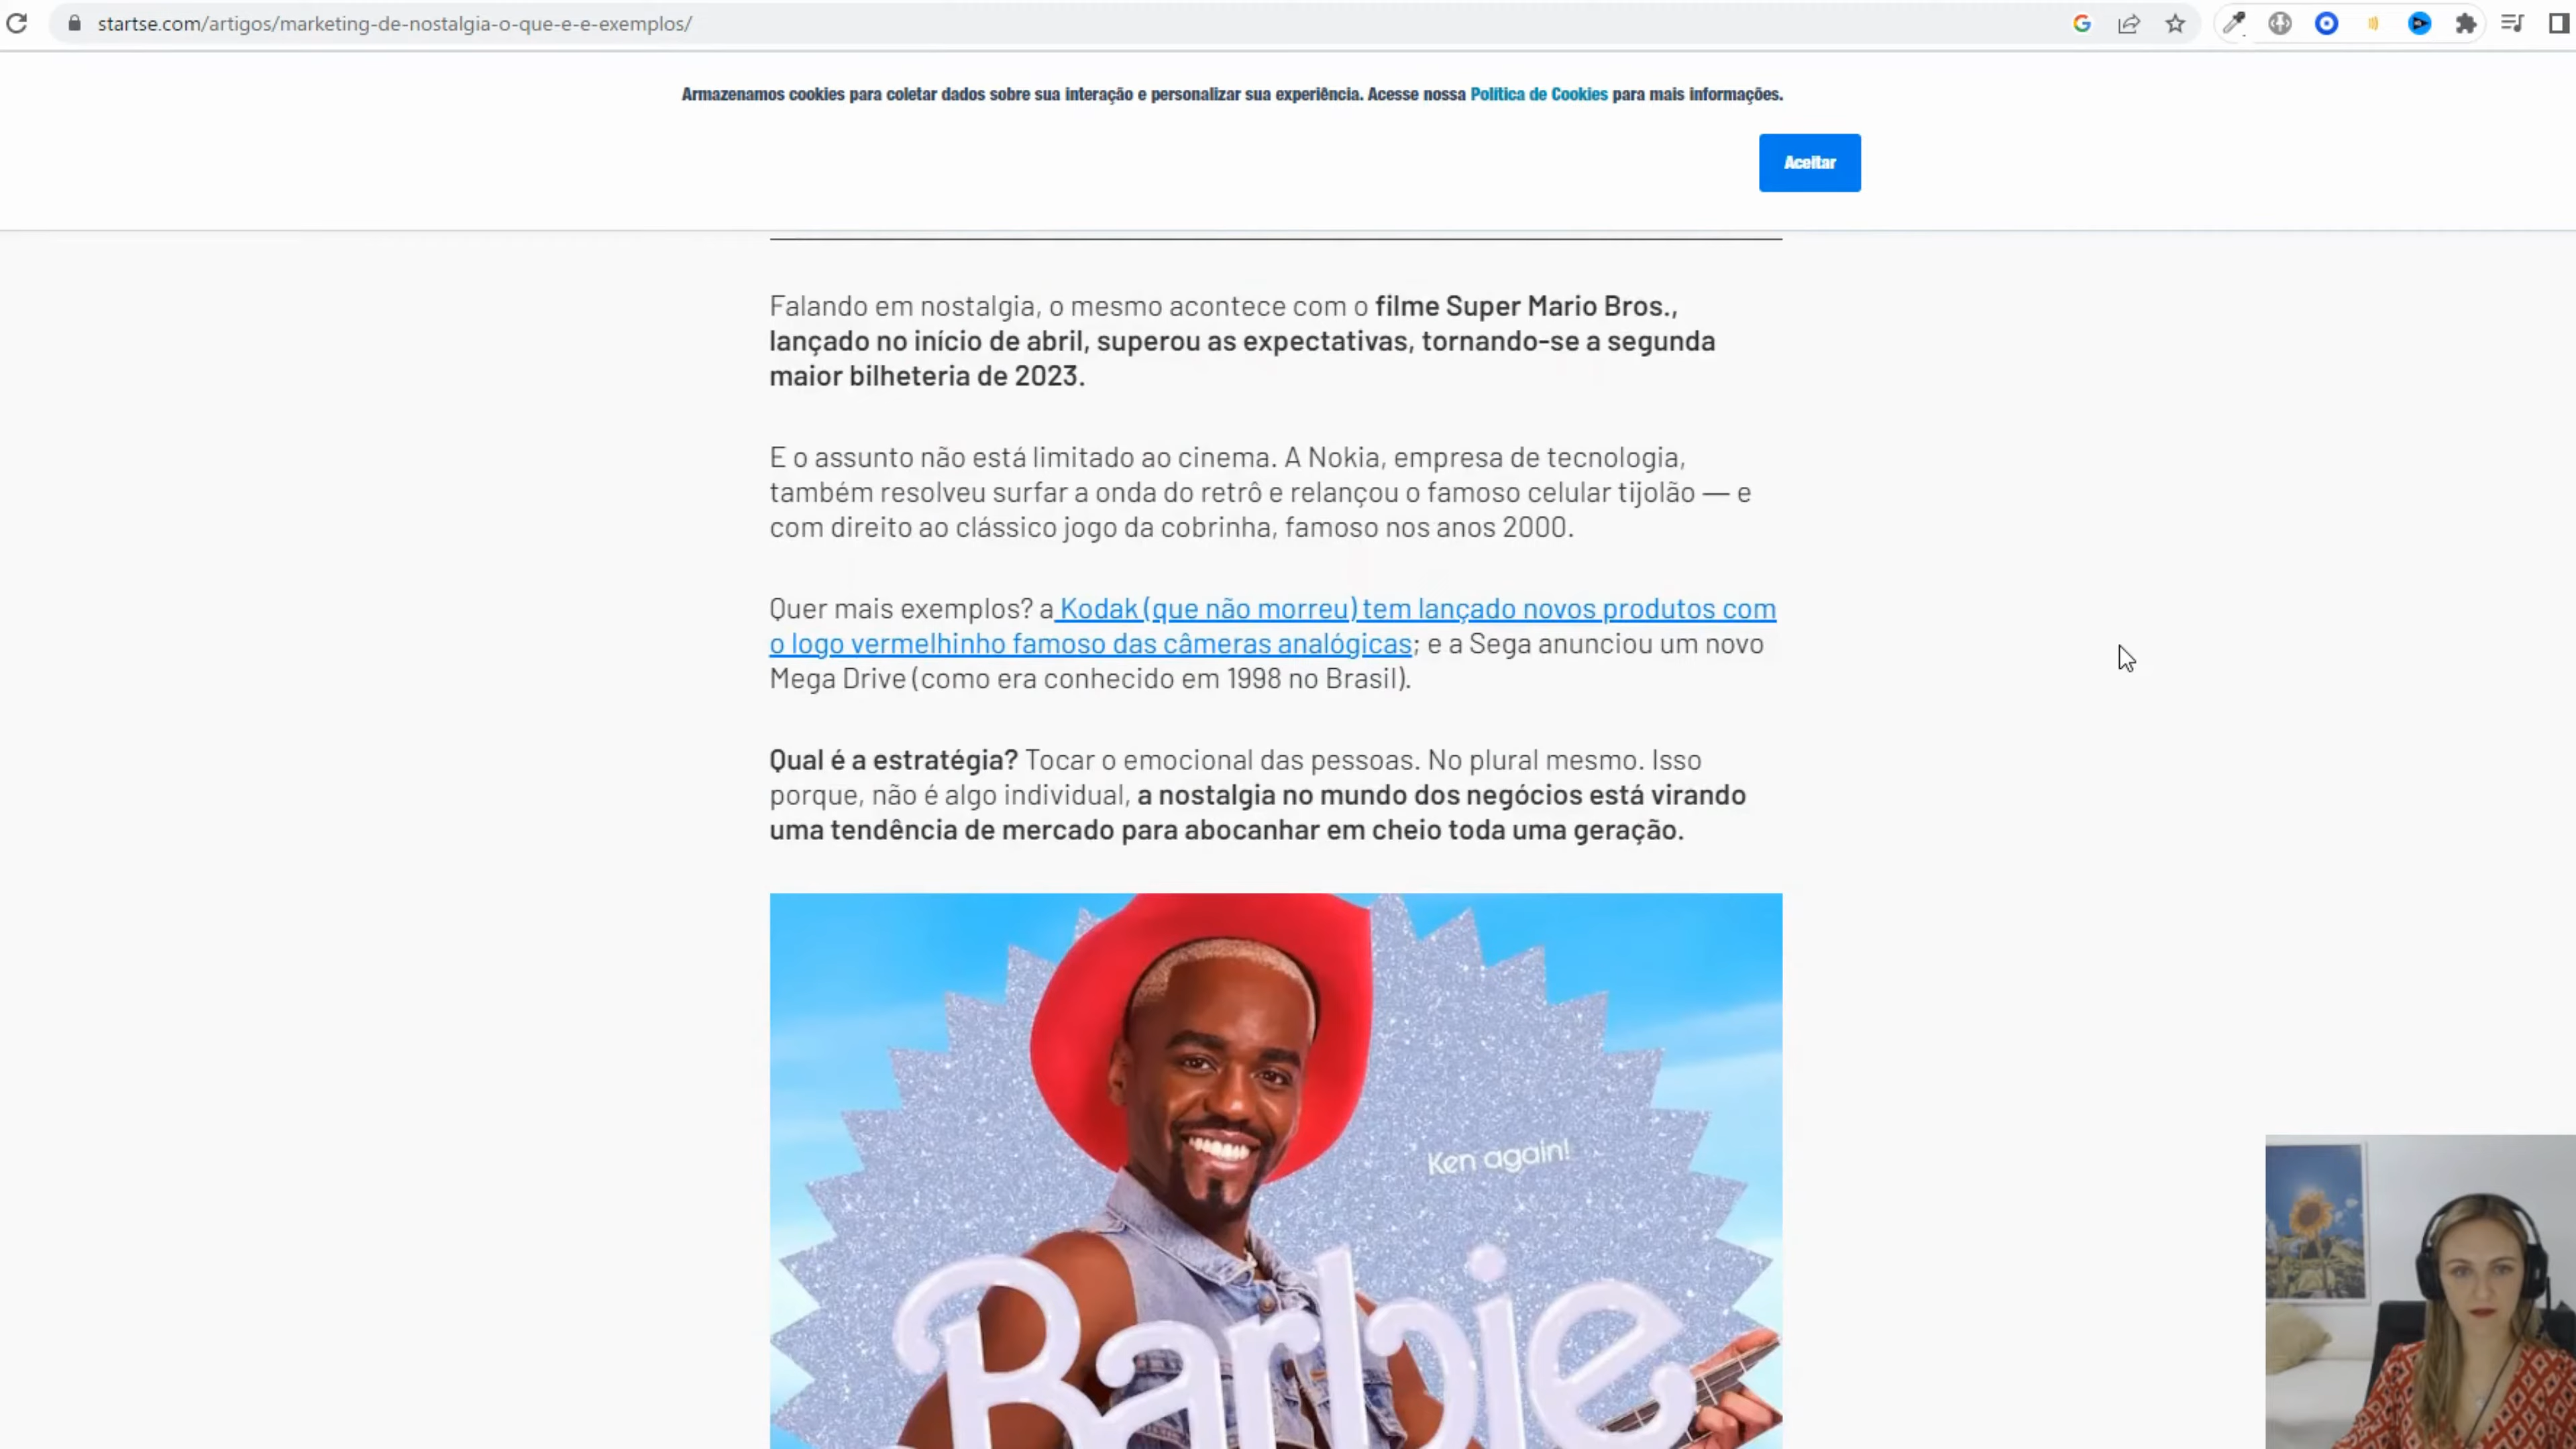 startse.com/artigos/marketing-de-nostalgia-o-que-e-e-exemplos/
Armazenamos cookies para coletar dados sobre sua interação e personalizar sua experiência. Acesse nossa Política de Cookies para mais informações.
Aceitar
Falando em nostalgia, o mesmo acontece com o filme Super Mario Bros.,
lançado no início de abril, superou as expectativas, tornando-se a segunda
maior bilheteria de 2023.
E o assunto não está limitado ao cinema. A Nokia, empresa de tecnologia,
também resolveu surfar a onda do retrô e relançou o famoso celular tijolão — e
com direito ao clássico jogo da cobrinha, famoso nos anos 2000.
Quer mais exemplos? a Kodak (que não morreu) tem lançado novos produtos com
o logo vermelhinho famoso das câmeras analógicas; e a Sega anunciou um novo
Mega Drive (como era conhecido em 1998 no Brasil).
Qual é a estratégia? Tocar o emocional das pessoas. No plural mesmo. Isso
porque, não é algo individual, a nostalgia no mundo dos negócios está virando
uma tendência de mercado para abocanhar em cheio toda uma geração.
Ken again!
Barbie